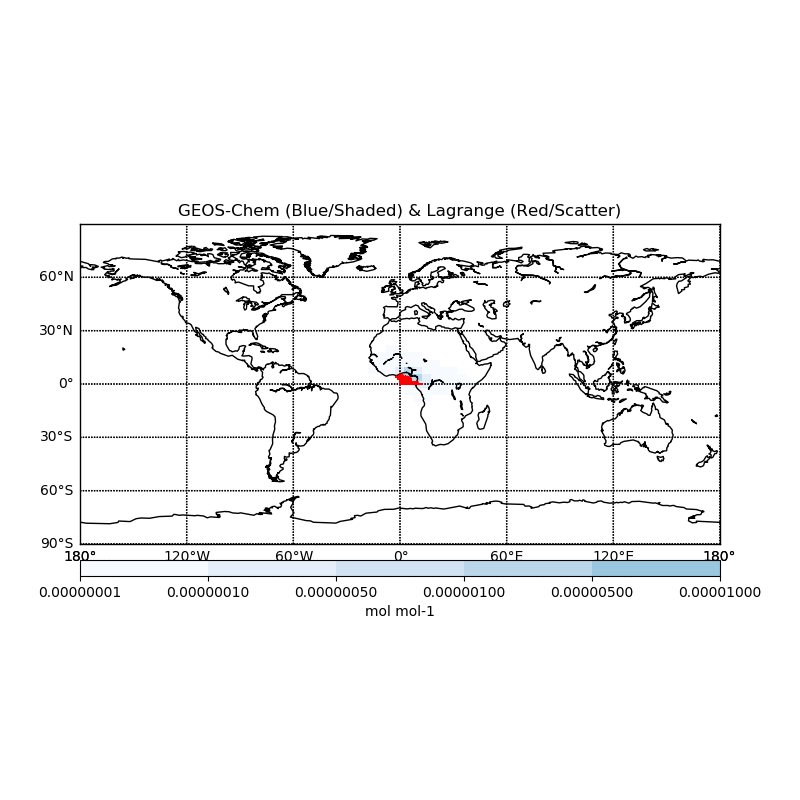 GEOS-Chem (Blue/Shaded) & Lagrange (Red/Scatter)
60°N
30°N
0°
30°S
60°S
90°S
180° 120°W 60°W 0° 60°E 120°E 180°
0.00000001 0.00000010 0.00000050 0.00000100 0.00000500 0.00001000
mol mol-1